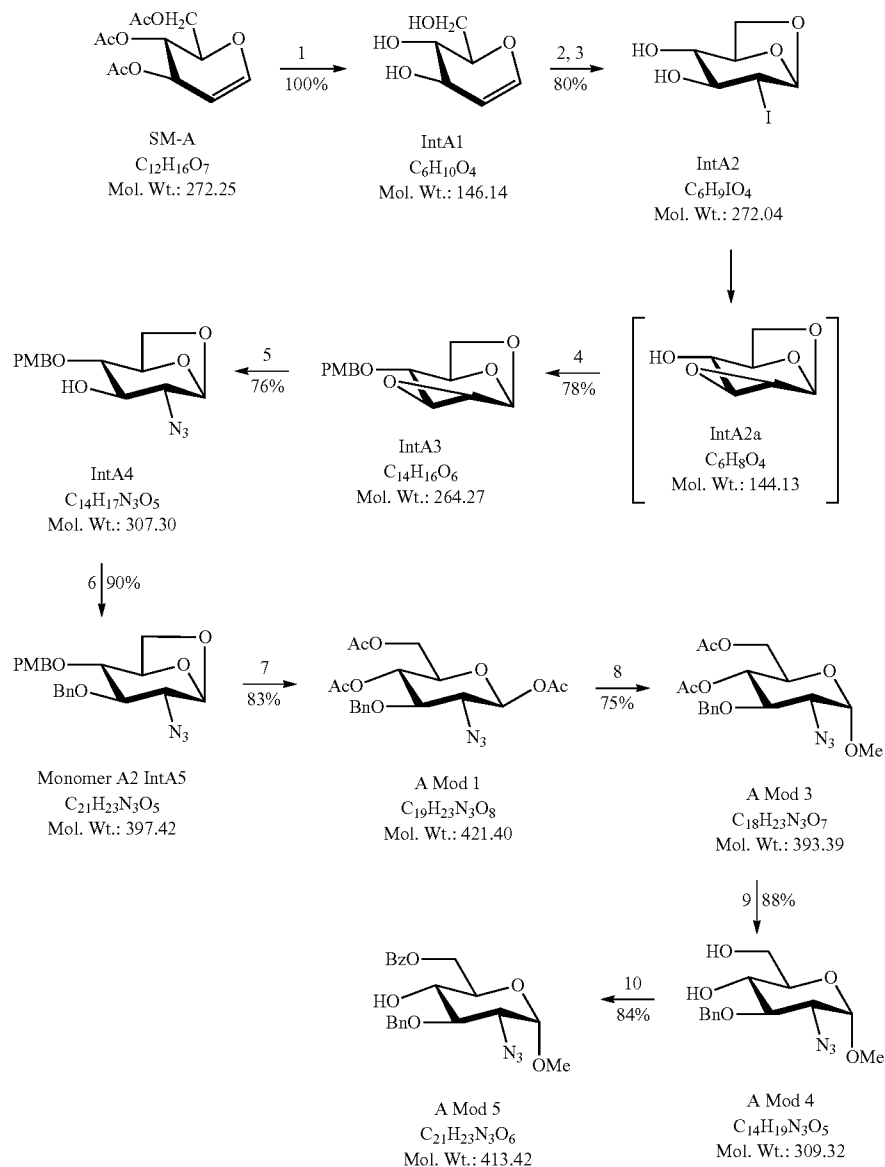 AcOH₂C
AcO
AcO
O
SM-A
C₁₂H₁₆O₇
Mol. Wt.: 272.25
1
100%
HOH₂C
HO
HO
O
IntA1
C₆H₁₀O₄
Mol. Wt.: 146.14
2, 3
80%
O
HO
O
HO
I
IntA2
C₆H₉IO₄
Mol. Wt.: 272.04
O
PMBO
O
HO
N₃
IntA4
C₁₄H₁₇N₃O₅
Mol. Wt.: 307.30
5
76%
O
PMBO
O
O
IntA3
C₁₄H₁₆O₆
Mol. Wt.: 264.27
4
78%
O
HO
O
O
IntA2a
C₆H₈O₄
Mol. Wt.: 144.13
6 90%
O
PMBO
O
BnO
N₃
Monomer A2 IntA5
C₂₁H₂₃N₃O₅
Mol. Wt.: 397.42
7
83%
AcO
AcO
O
OAc
BnO
N₃
A Mod 1
C₁₉H₂₃N₃O₈
Mol. Wt.: 421.40
8
75%
AcO
AcO
O
BnO
N₃
OMe
A Mod 3
C₁₈H₂₃N₃O₇
Mol. Wt.: 393.39
9 88%
BzO
HO
O
BnO
N₃
OMe
A Mod 5
C₂₁H₂₃N₃O₆
Mol. Wt.: 413.42
10
84%
HO
HO
O
BnO
N₃
OMe
A Mod 4
C₁₄H₁₉N₃O₅
Mol. Wt.: 309.32